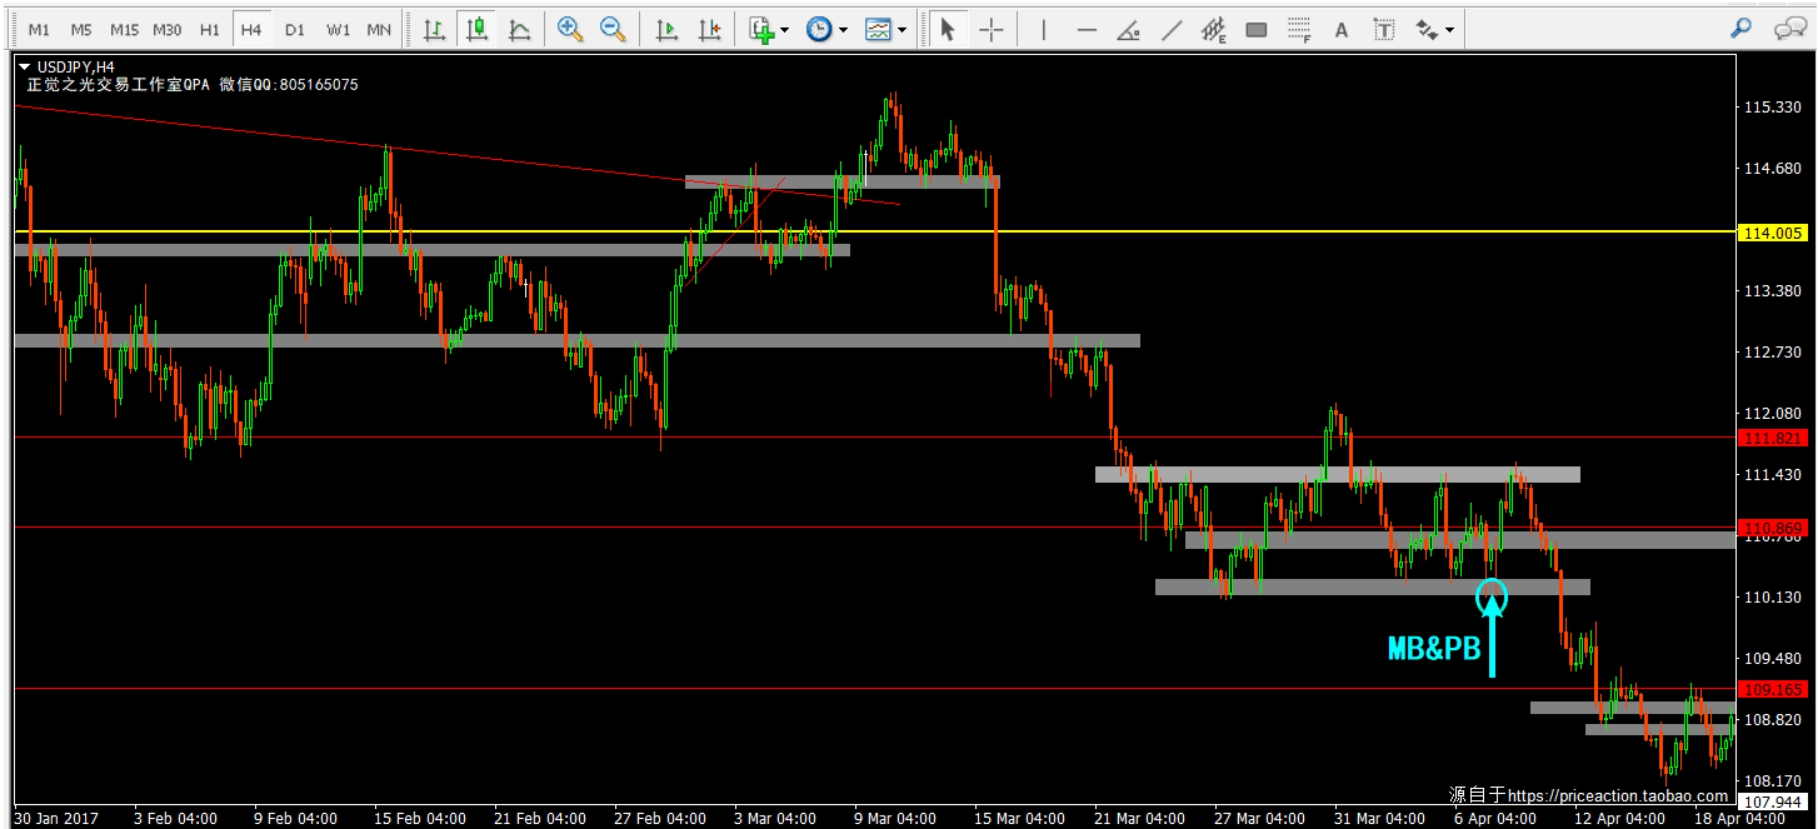 M1 M5 M15 M30 H1 H4 D1 W1 MN E F A T
USDJPY,H4
正觉之光交易工作室QPA 微信QQ:805165075
115.330
114.680
114.005
113.380
112.730
112.080
111.821
111.430
110.869
110.780
110.130
MB&PB
109.480
109.165
108.820
108.170
源自于https://priceaction.taobao.com
107.944
30 Jan 2017 3 Feb 04:00 9 Feb 04:00 15 Feb 04:00 21 Feb 04:00 27 Feb 04:00 3 Mar 04:00 9 Mar 04:00 15 Mar 04:00 21 Mar 04:00 27 Mar 04:00 31 Mar 04:00 6 Apr 04:00 12 Apr 04:00 18 Apr 04:00